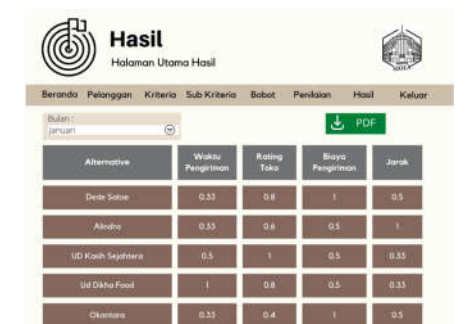 Hasil
Halaman Utama Hasil
Beranda Pelanggan Kriteria Sub Kriteria Bobot Penilaian Hasil Keluar
Bulan :
Januari
PDF
Alternative Waktu Pengiriman Rating Toko Biaya Pengiriman Jarak
Dede Satoe 0.33 0.8 1 0.5
Alindra 0.33 0.6 0.5 1
UD Kasih Sejahtera 0.5 1 0.5 0.33
Ud Dikha Food 1 0.8 0.5 0.33
Okantara 0.33 0.4 1 0.5